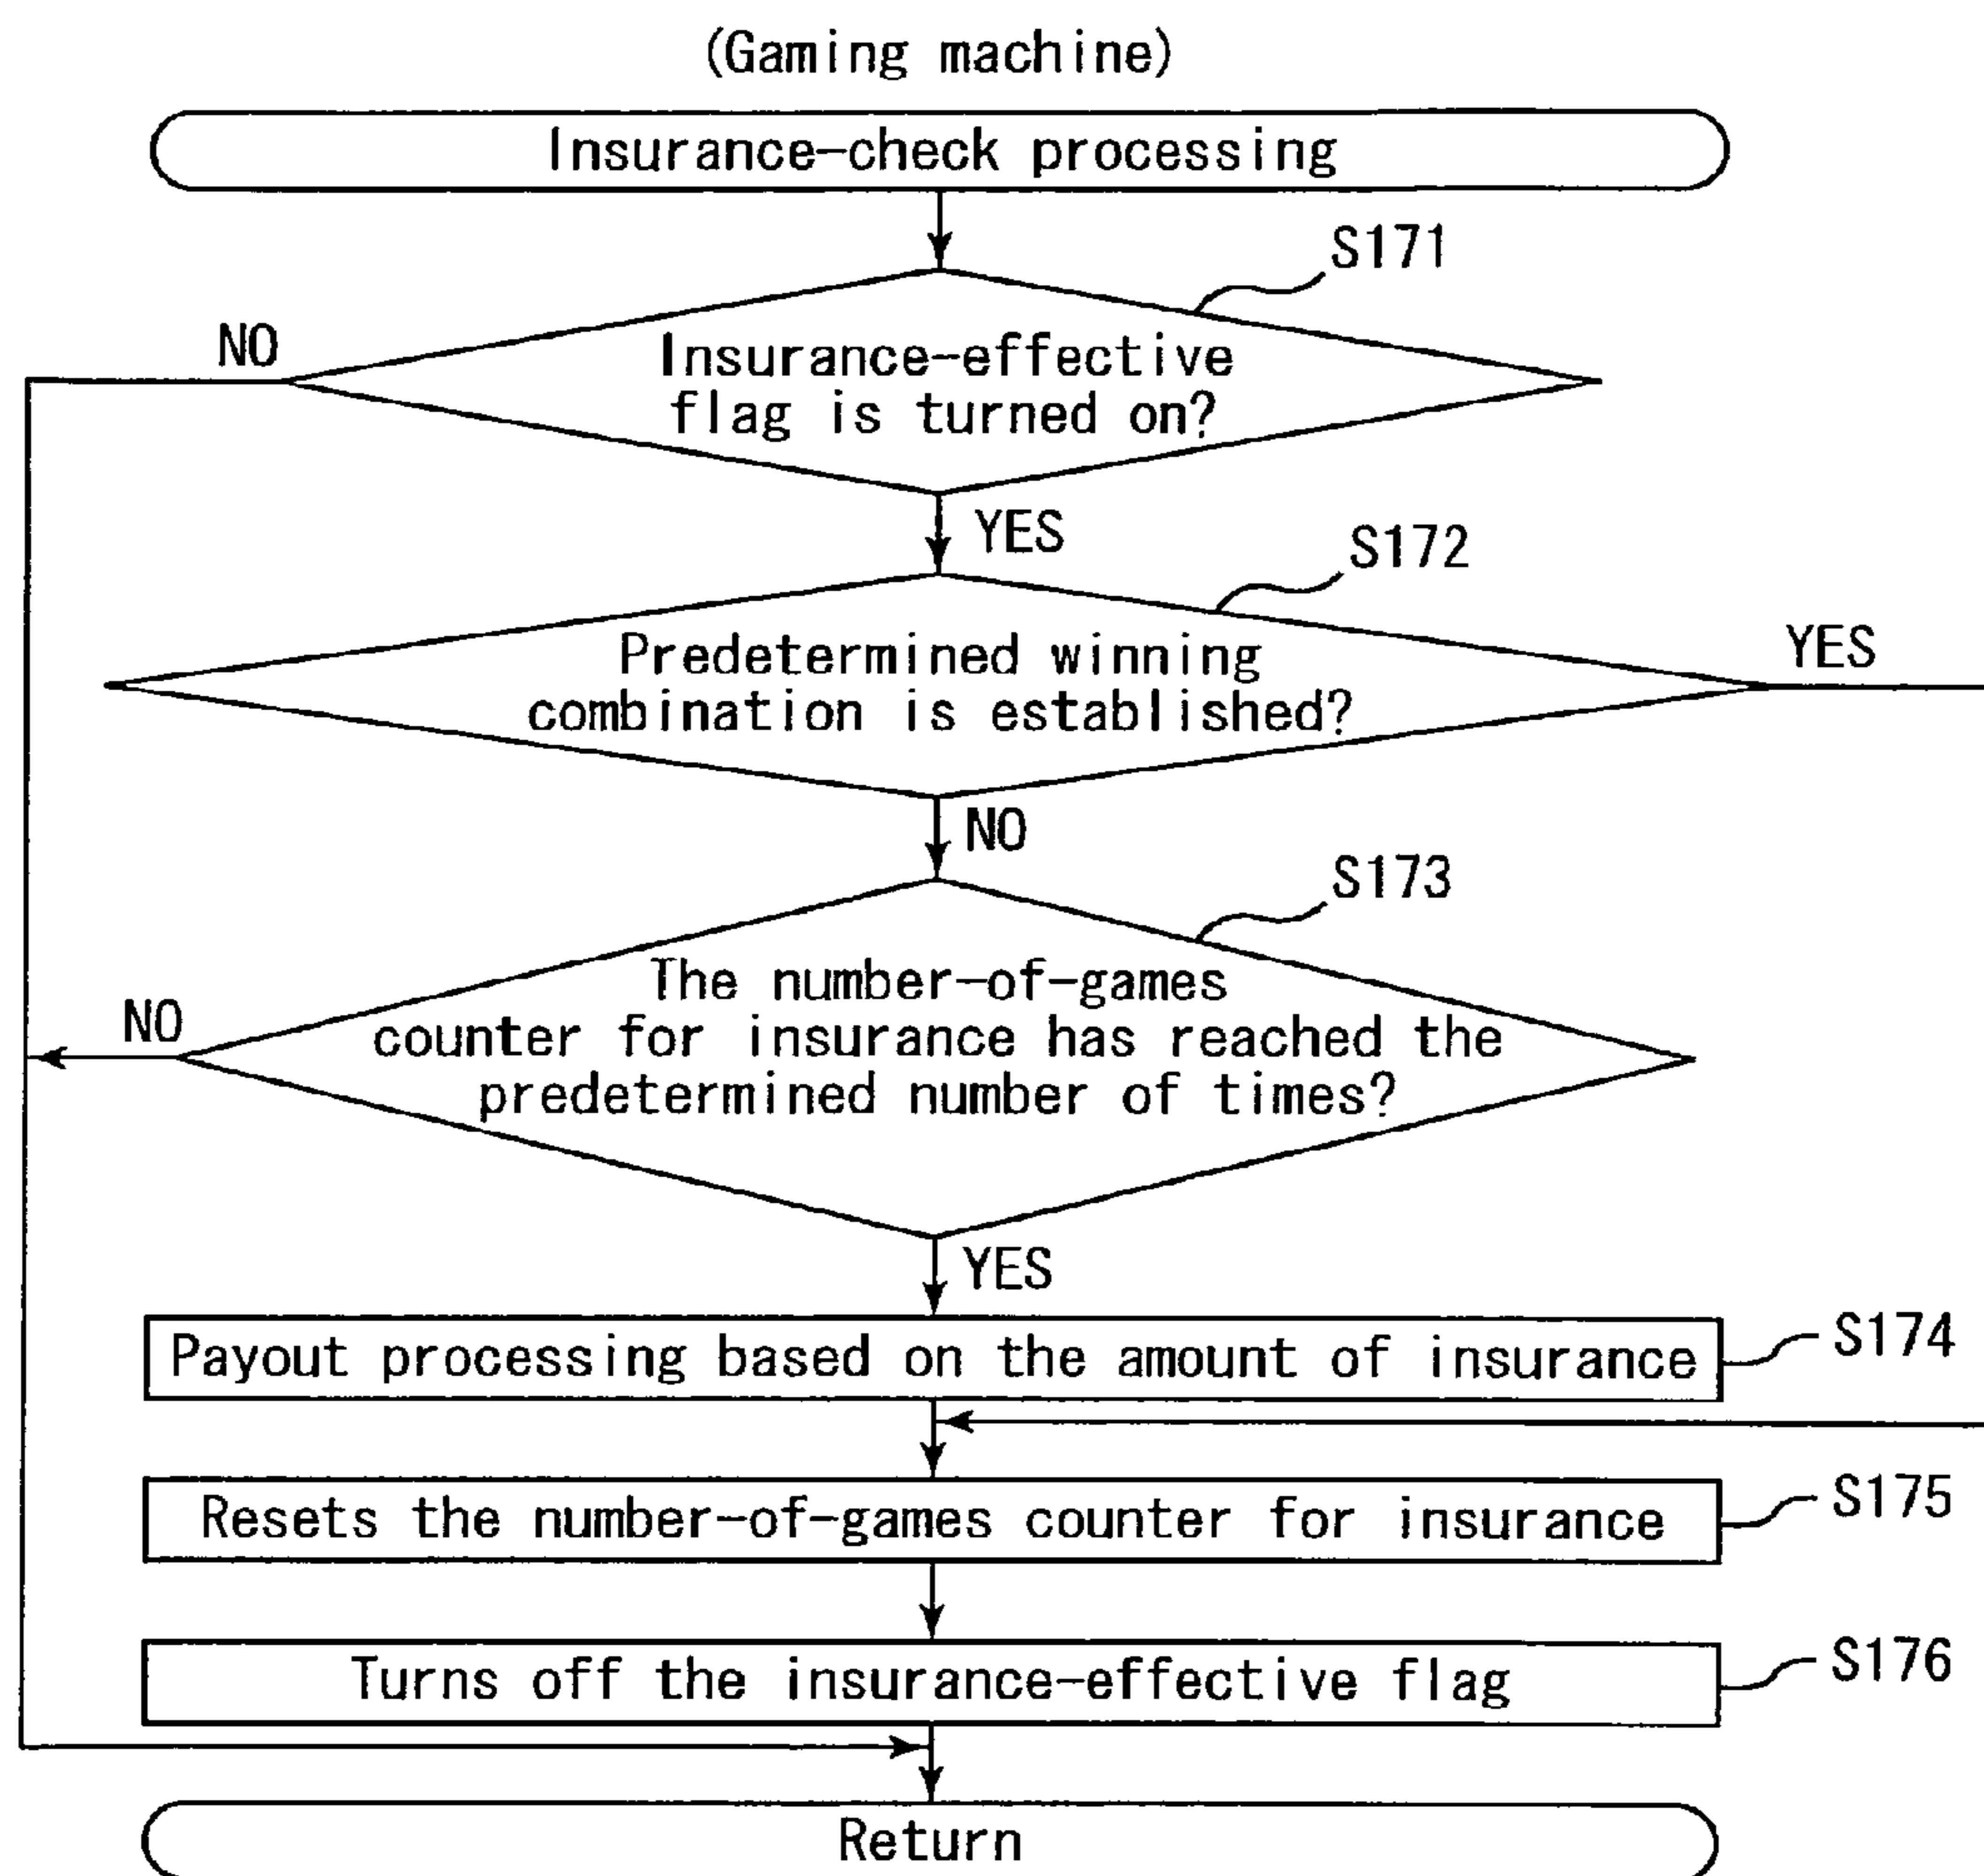 (Gaming machine)
Insurance-check processing
S171
NO
Insurance-effective
flag is turned on?
YES
S172
YES
Predetermined winning
combination is established?
NO
S173
NO
The number-of-games
counter for insurance has reached the
predetermined number of times?
YES
Payout processing based on the amount of insurance
S174
Resets the number-of-games counter for insurance
S175
Turns off the insurance-effective flag
S176
Return